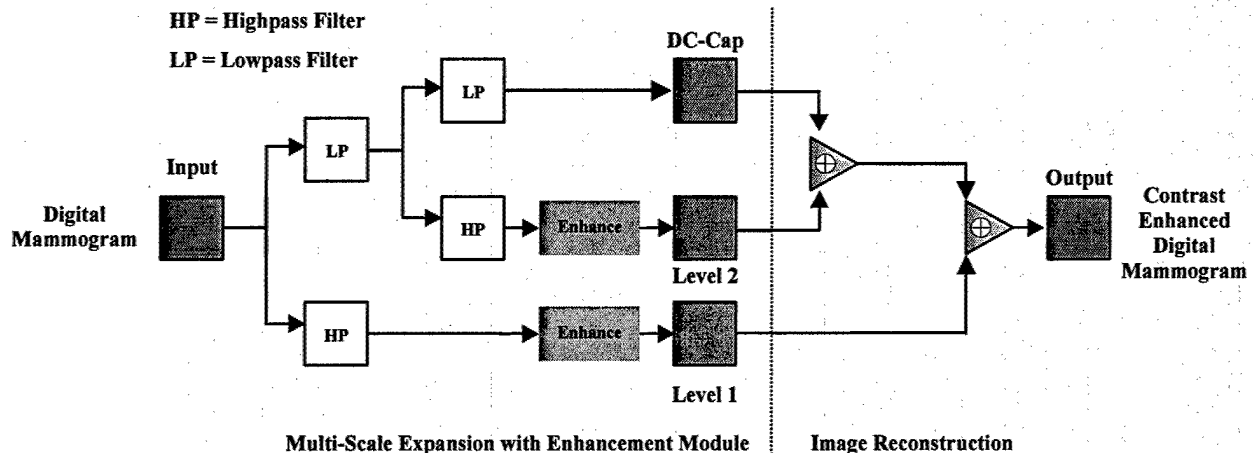 HP = Highpass Filter
LP = Lowpass Filter
DC-Cap
LP
LP
Input
Digital
Mammogram
HP
Enhance
Level 2
Output
Contrast
Enhanced
Digital
Mammogram
HP
Enhance
Level 1
Multi-Scale Expansion with Enhancement Module
Image Reconstruction